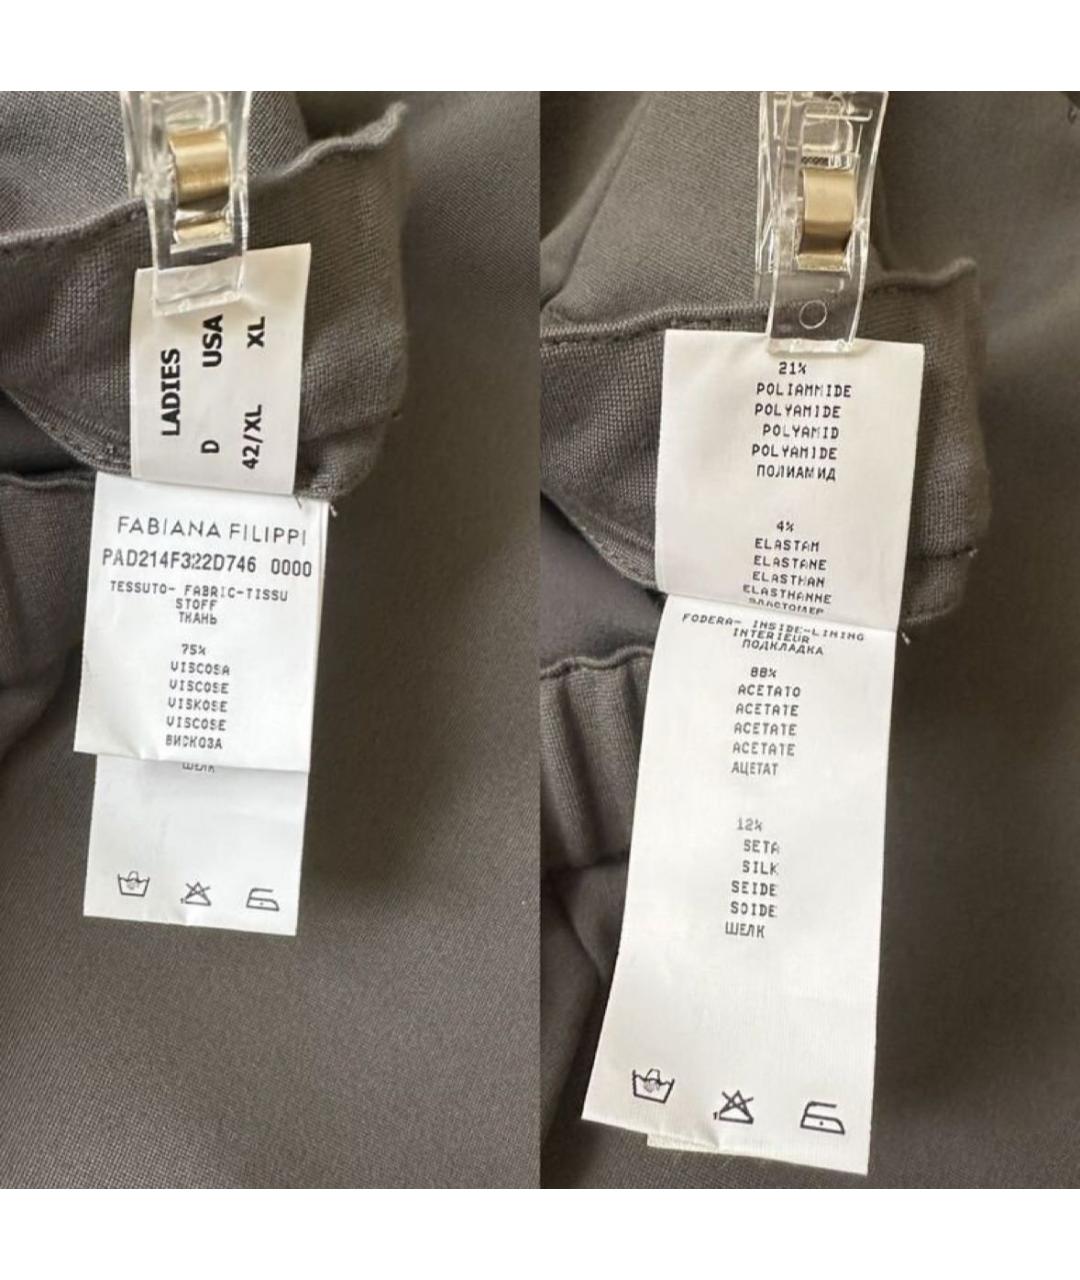 LADIES
D USA
42/XL XL
FABIANA FILIPPI
PAD214F322D746 0000
TESSUTO- FABRIC-TISSU
STOFF
ТКАНЬ
75%
VISCOSA
VISCOSE
VISKOSE
VISCOSE
ВИСКОЗА
ШЕЛК
21%
POLIAMMIDE
POLYAMIDE
POLYAMID
POLYAMIDE
ПОЛИАМИД
4%
ELASTAM
ELASTANE
ELASTHAN
ELASTHANNE
ЭЛАСТОМЕР
FODERA- INSIDE-LINING
INTERIEUR
ПОДКЛАДКА
88%
ACETATO
ACETATE
ACETATE
ACETATE
АЦЕТАТ
12%
SETA
SILK
SEIDE
SOIDE
ШЕЛК